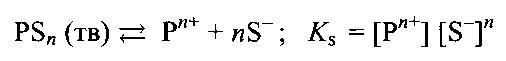 PSₙ (тв) ⇄ Pⁿ⁺ + nS⁻ ; Kₛ = [Pⁿ⁺] [S⁻]ⁿ